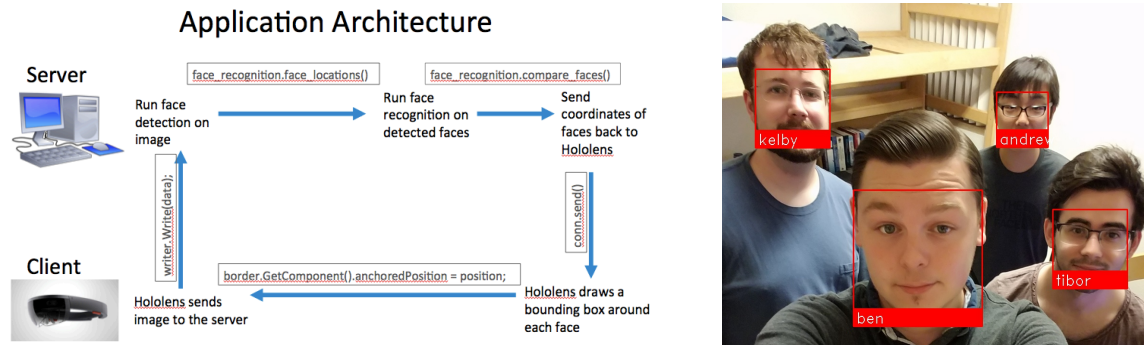 Application Architecture
Server
face_recognition.face_locations()
face_recognition.compare_faces()
Run face
detection on
image
Run face
recognition on
detected faces
Send
coordinates of
faces back to
Hololens
writer.Write(data);
conn.send()
Client
border.GetComponent().anchoredPosition = position;
Hololens sends
image to the server
Hololens draws a
bounding box around
each face
kelby
andrew
tibor
ben